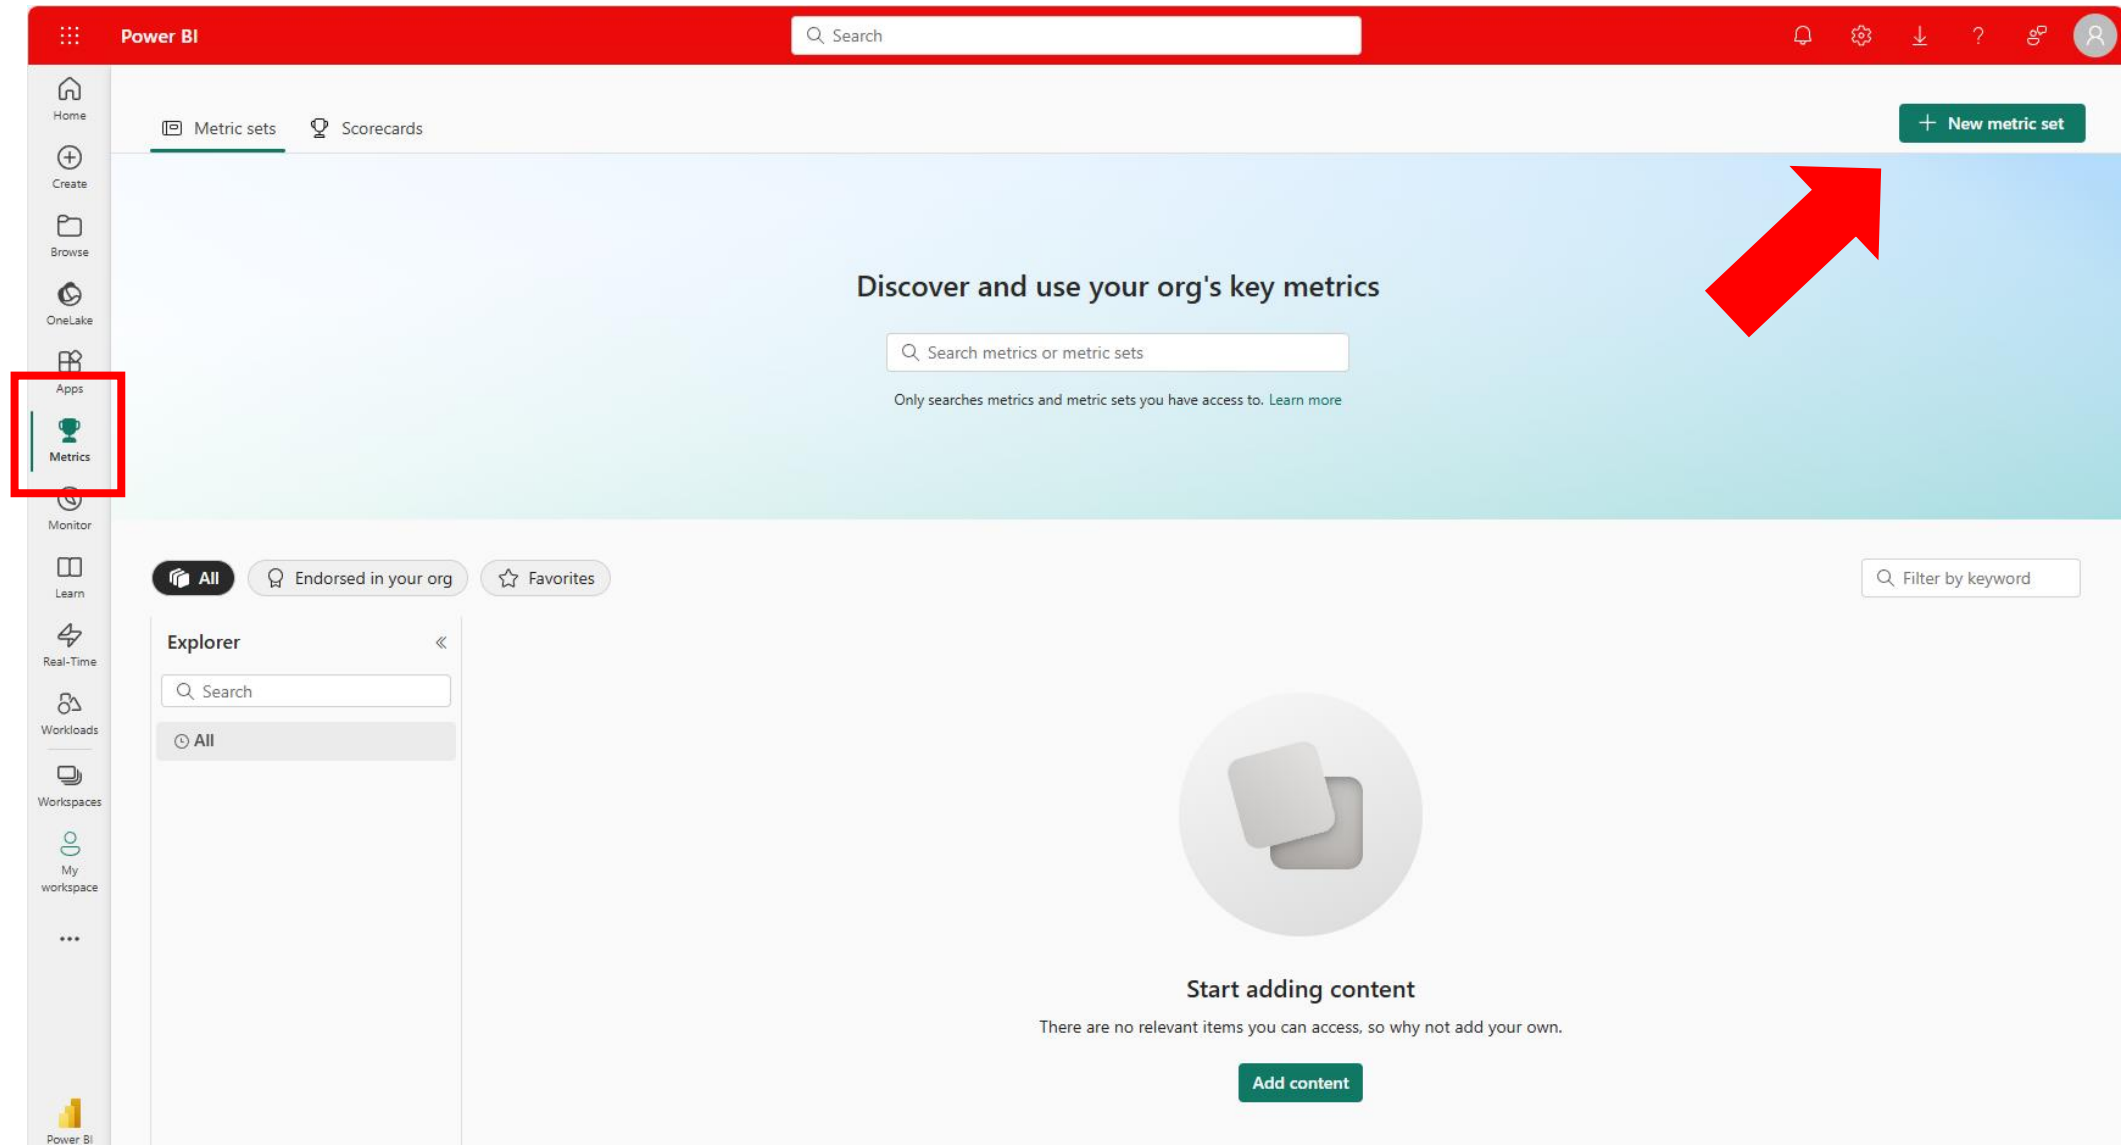 Power BI
Search
Home
Create
Browse
OneLake
Apps
Metrics
Monitor
Learn
Real-Time
Workloads
Workspaces
My
workspace
Power BI
Metric sets
Scorecards
New metric set
Discover and use your org's key metrics
Search metrics or metric sets
Only searches metrics and metric sets you have access to. Learn more
All
Endorsed in your org
Favorites
Filter by keyword
Explorer
Search
All
Start adding content
There are no relevant items you can access, so why not add your own.
Add content